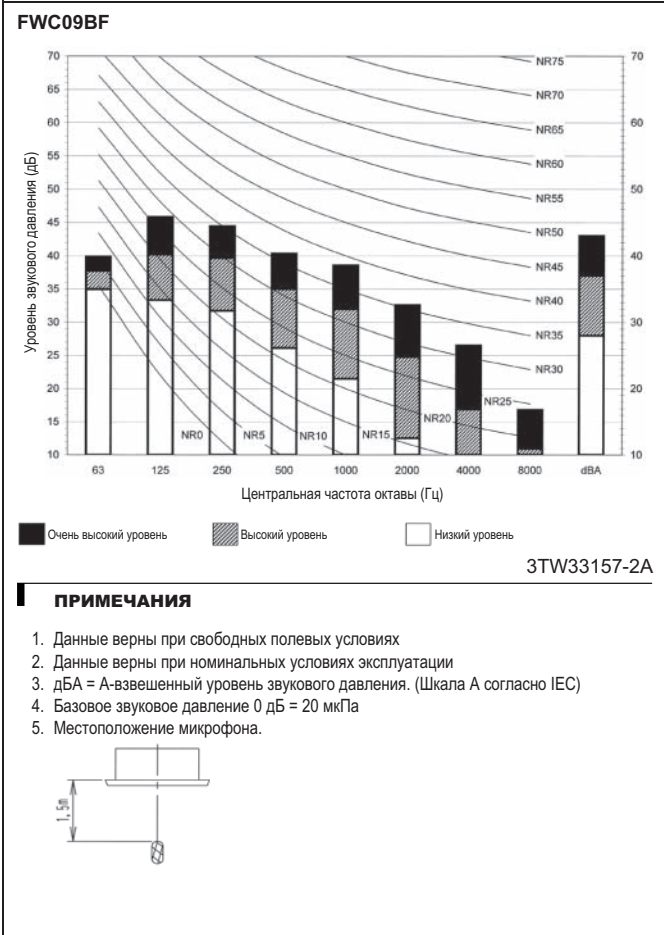 FWC09BF
Уровень звукового давления (дБ)
70
65
60
55
50
45
40
35
30
25
20
15
10
70
60
50
40
30
20
10
NR75
NR70
NR65
NR60
NR55
NR50
NR45
NR40
NR35
NR30
NR25
NR20
NR0 NR5 NR10 NR15
63 125 250 500 1000 2000 4000 8000 dBA
Центральная частота октавы (Гц)
Очень высокий уровень Высокий уровень Низкий уровень
3TW33157-2A
ПРИМЕЧАНИЯ
1. Данные верны при свободных полевых условиях
2. Данные верны при номинальных условиях эксплуатации
3. дБА = А-взвешенный уровень звукового давления. (Шкала А согласно IEC)
4. Базовое звуковое давление 0 дБ = 20 мкПа
5. Местоположение микрофона.
1,5m